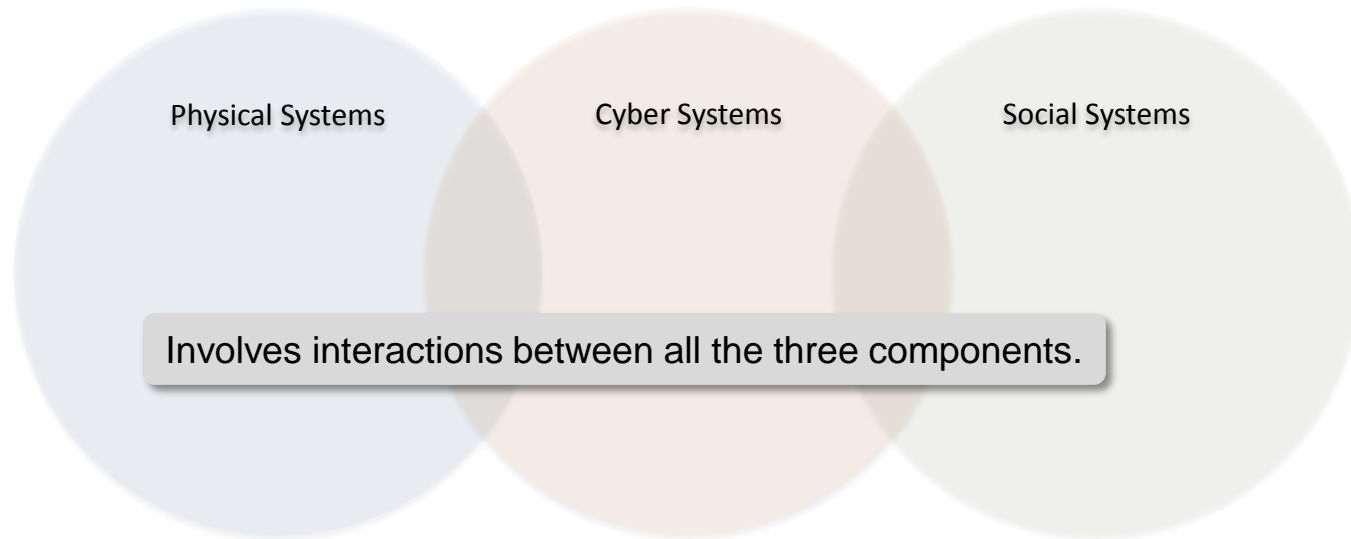 Physical Systems
Cyber Systems
Social Systems
Involves interactions between all the three components.